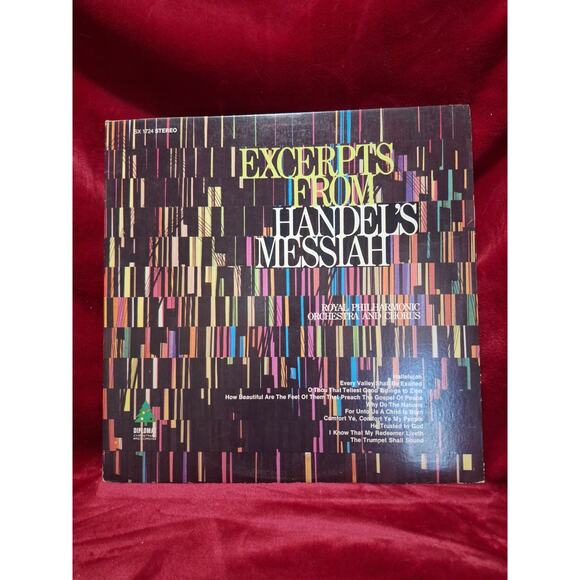 SX 1724 STEREO
EXCERPTS
FROM
HANDEL'S
MESSIAH
ROYAL PHILHARMONIC
ORCHESTRA AND CHORUS
Hallelujah
Every Valley Shall Be Exalted
O Thou That Tellest Good Tidings to Zion
How Beautiful Are The Feet Of Them That Preach The Gospel Of Peace
Why Do The Nations
For Unto Us A Child Is Born
Comfort Ye, Comfort Ye My People
He Trusted In God
I Know That My Redeemer Liveth
The Trumpet Shall Sound
DIPLOMAT